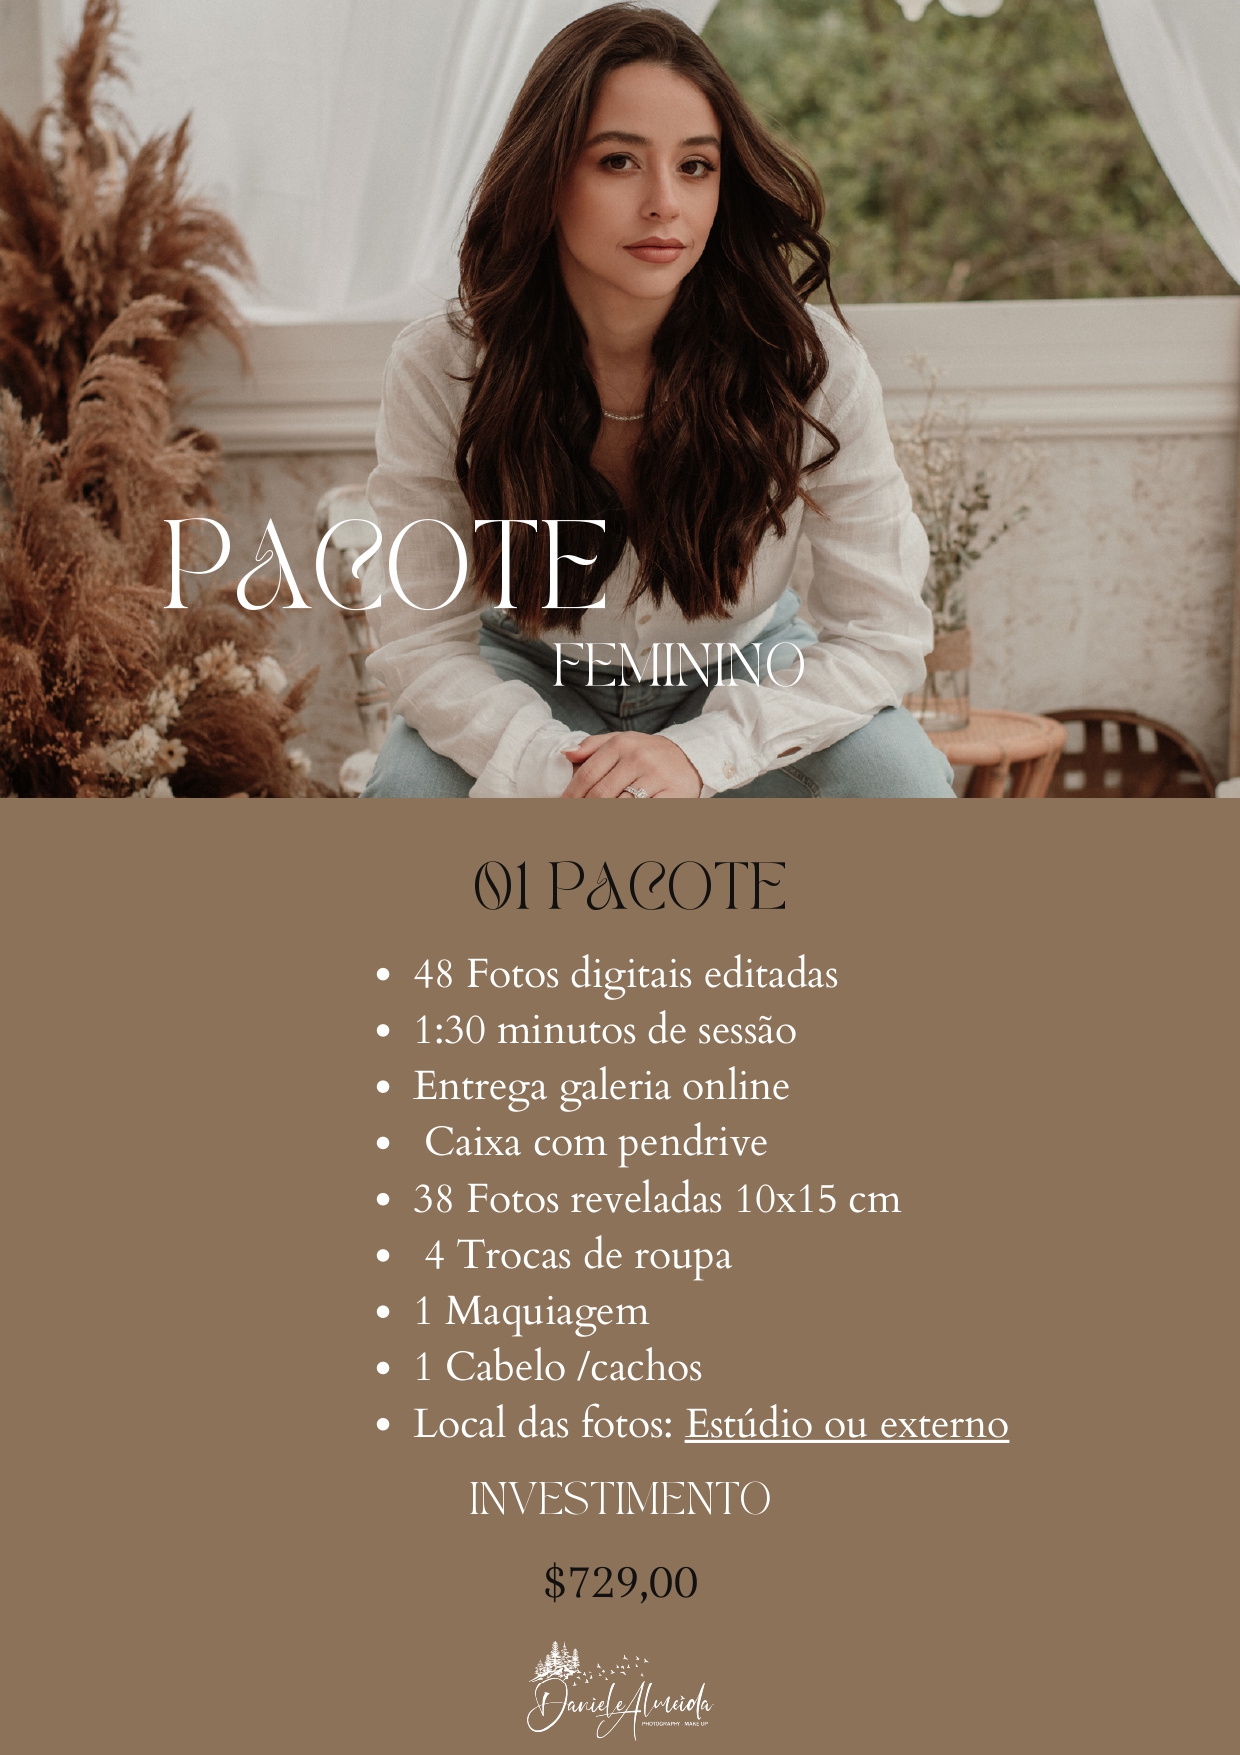 PACOTE
FEMININO
01 PACOTE
• 48 Fotos digitais editadas
• 1:30 minutos de sessão
• Entrega galeria online
• Caixa com pendrive
• 38 Fotos reveladas 10x15 cm
• 4 Trocas de roupa
• 1 Maquiagem
• 1 Cabelo /cachos
• Local das fotos: Estúdio ou externo
INVESTIMENTO
$729,00
Daniele Almeida
PHOTOGRAPHY MAKE UP